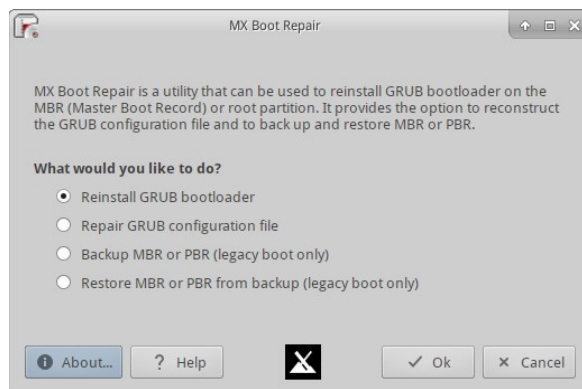 MX Boot Repair
MX Boot Repair is a utility that can be used to reinstall GRUB bootloader on the
MBR (Master Boot Record) or root partition. It provides the option to reconstruct
the GRUB configuration file and to back up and restore MBR or PBR.
What would you like to do?
Reinstall GRUB bootloader
Repair GRUB configuration file
Backup MBR or PBR (legacy boot only)
Restore MBR or PBR from backup (legacy boot only)
About... ? Help Ok Cancel